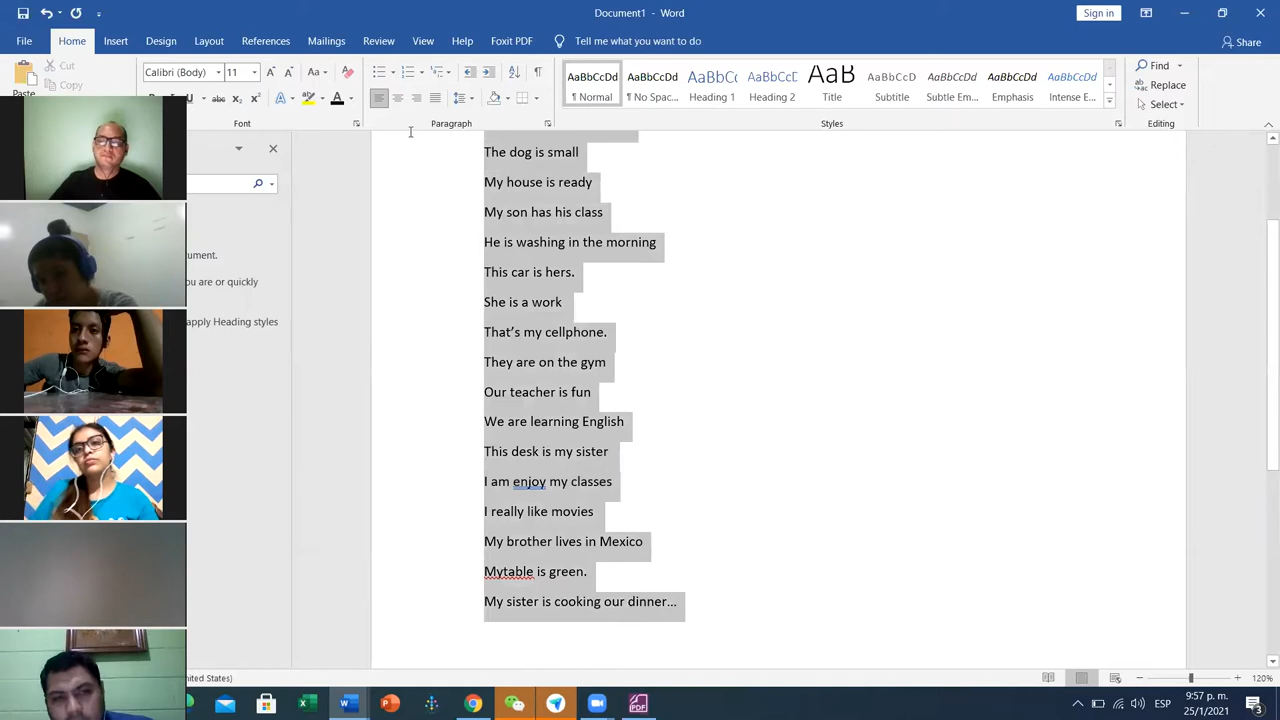 Document1 - Word
Sign in
File Home Insert Design Layout References Mailings Review View Help Foxit PDF Tell me what you want to do Share
Cut
Copy
Paste
Calibri (Body) 11
Font
Paragraph
AaBbCcDd AaBbCcDd AaBbC AaBbCcD AaB AaBbCcDd AaBbCcDd AaBbCcDd AaBbCcDd
¶ Normal ¶ No Spac... Heading 1 Heading 2 Title Subtitle Subtle Em... Emphasis Intense E...
Styles
Find
Replace
Select
Editing
cument.
ou are or quickly
apply Heading styles
The dog is small
My house is ready
My son has his class
He is washing in the morning
This car is hers.
She is a work
That's my cellphone.
They are on the gym
Our teacher is fun
We are learning English
This desk is my sister
I am enjoy my classes
I really like movies
My brother lives in Mexico
Mytable is green.
My sister is cooking our dinner...
nited States)
120%
ESP
9:57 p. m.
25/1/2021
3